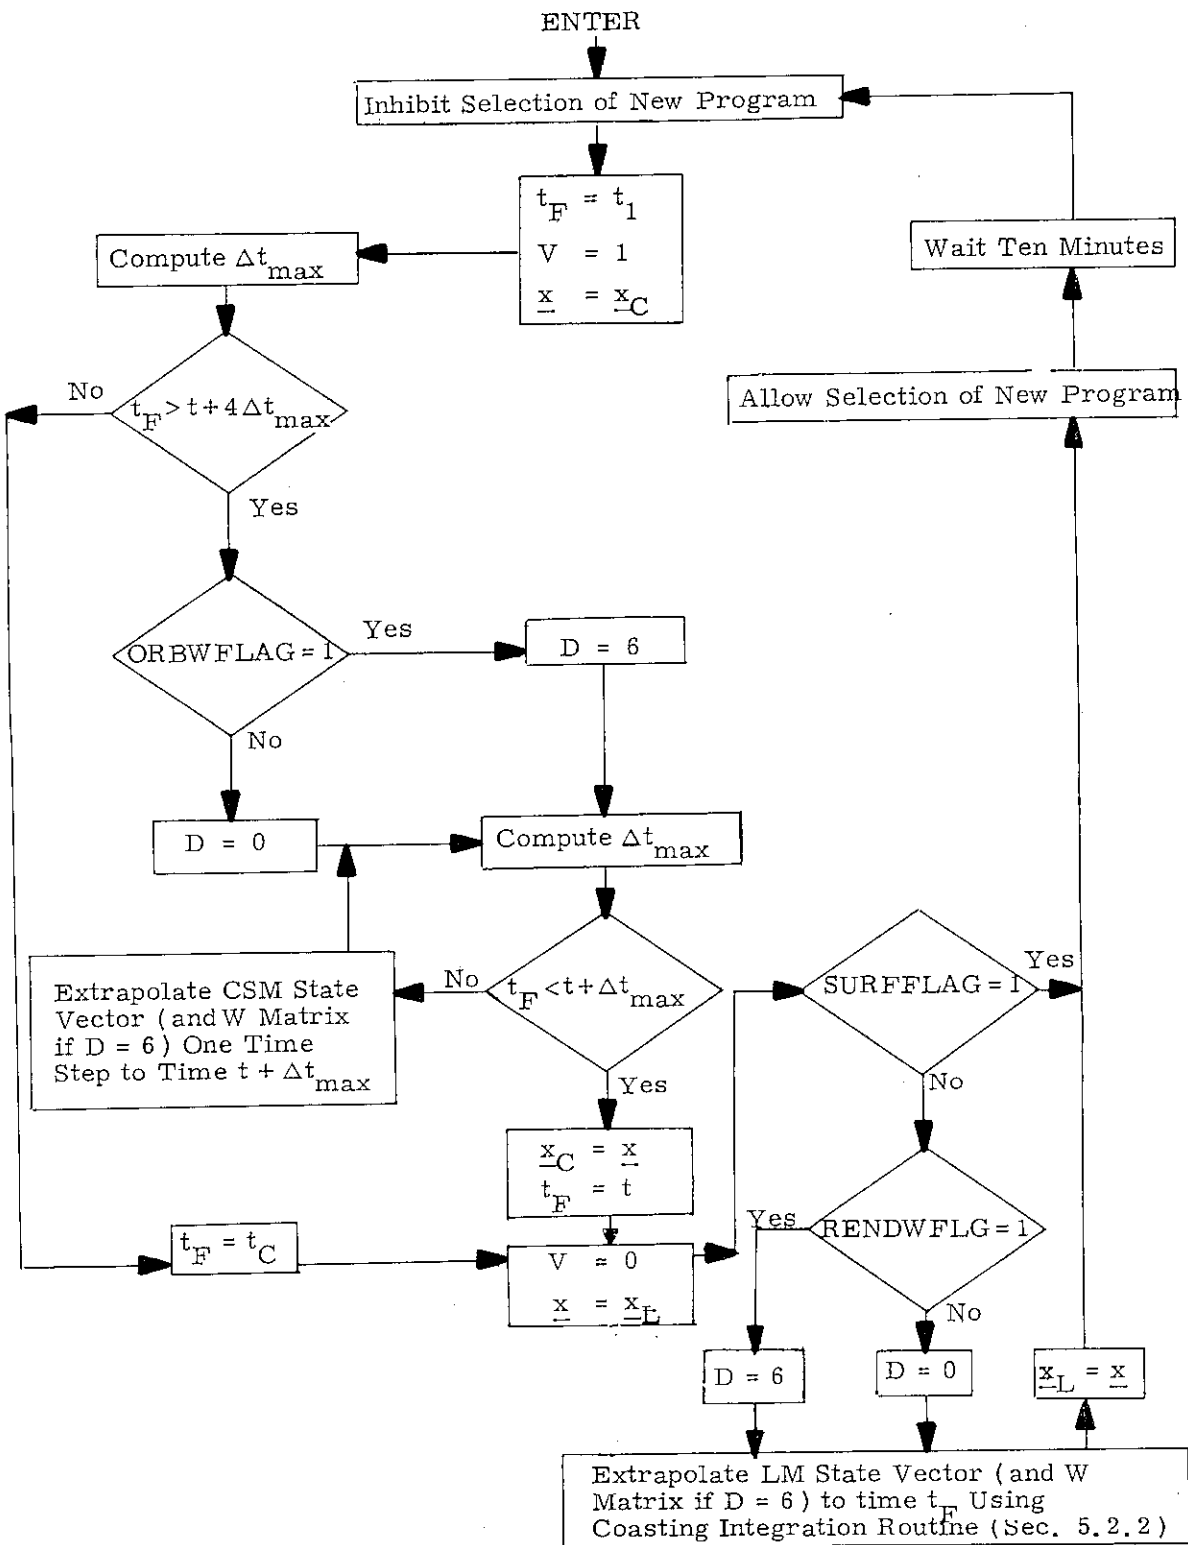 ENTER
Inhibit Selection of New Program
t_F = t_1
V = 1
x = x_C
Compute Δt_max
Wait Ten Minutes
No
t_F > t + 4 Δt_max
Yes
Allow Selection of New Program
ORBWFLAG = 1
Yes
D = 6
No
D = 0
Compute Δt_max
Extrapolate CSM State
Vector (and W Matrix
if D = 6) One Time
Step to Time t + Δt_max
No
t_F < t + Δt_max
Yes
SURFFLAG = 1
Yes
No
x_C = x
t_F = t
t_F = t_C
V = 0
x = x_L
Yes
RENDWFLG = 1
No
D = 6
D = 0
x_L = x
Extrapolate LM State Vector (and W
Matrix if D = 6) to time t_F Using
Coasting Integration Routine (Sec. 5.2.2)